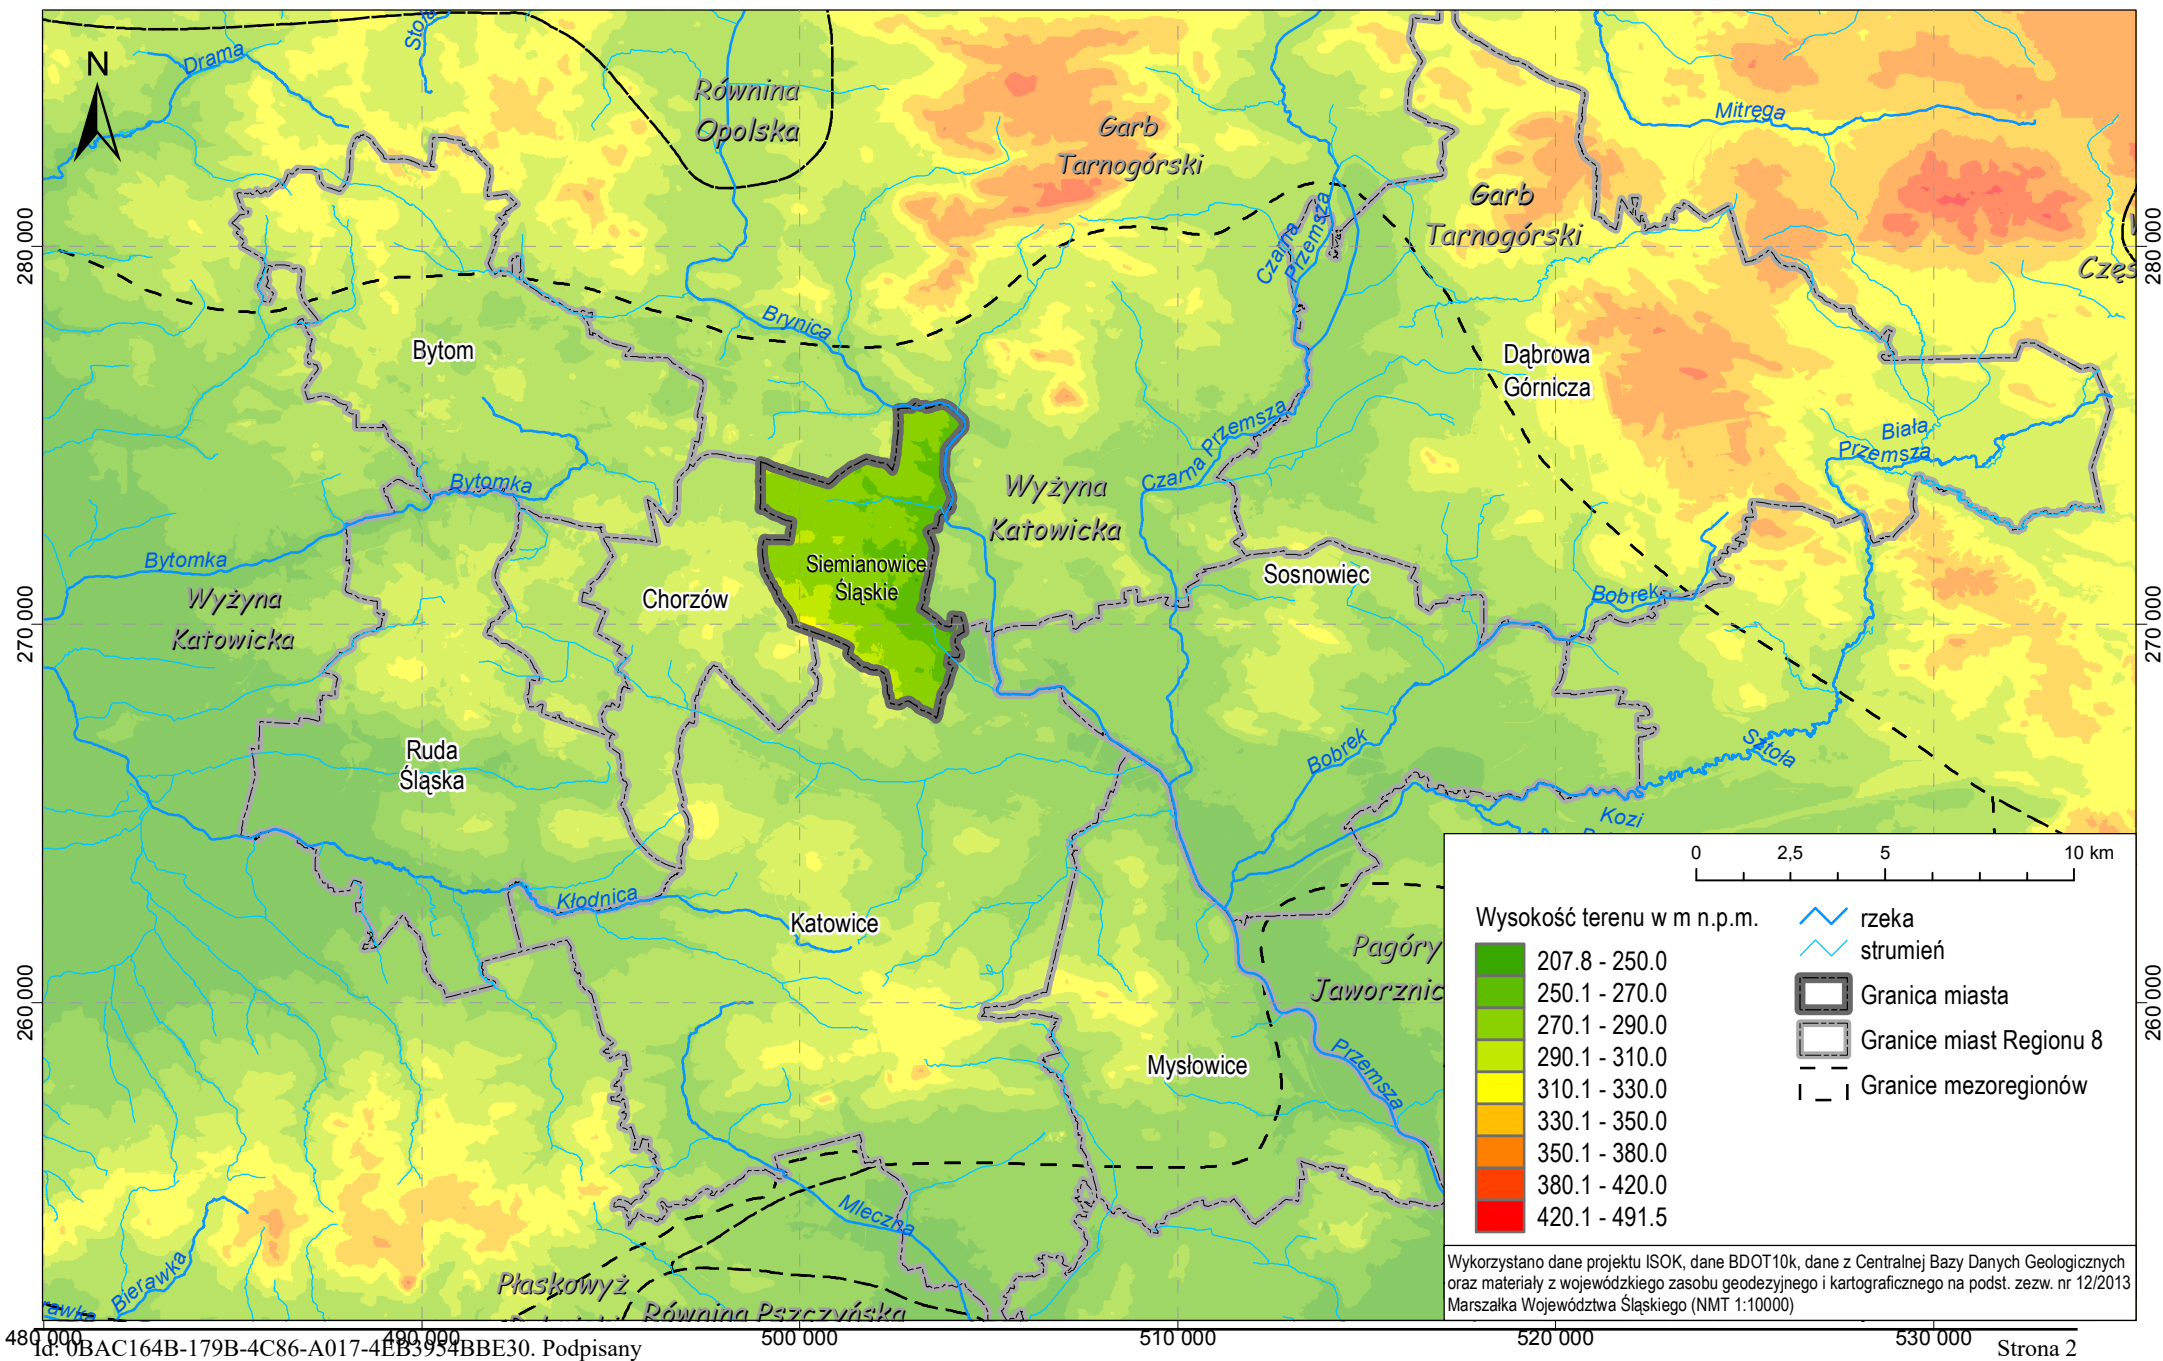 N
Drama
Równina
Opolska
Garb
Tarnogórski
Mitręga
Garb
Tarnogórski
Czarna
Przemsza
280 000
280 000
Brynica
Bytom
Dąbrowa
Górnicza
Czarna Przemsza
Biała
Przemsza
Bytomka
Wyżyna
Katowicka
Bytomka
Siemianowice
Śląskie
Sosnowiec
Chorzów
Bobrek
Wyżyna
Katowicka
270 000
270 000
Ruda
Śląska
Bobrek
Sztoła
Kozi
Kłodnica
Katowice
Pagóry
Jaworznic
260 000
260 000
Mysłowice
Przemsza
Mleczna
Bierawka
Płaskowyż
Równina Pszczyńska
0 2,5 5 10 km
Wysokość terenu w m n.p.m.
207.8 - 250.0
250.1 - 270.0
270.1 - 290.0
290.1 - 310.0
310.1 - 330.0
330.1 - 350.0
350.1 - 380.0
380.1 - 420.0
420.1 - 491.5
rzeka
strumień
Granica miasta
Granice miast Regionu 8
Granice mezoregionów
Wykorzystano dane projektu ISOK, dane BDOT10k, dane z Centralnej Bazy Danych Geologicznych
oraz materiały z wojewódzkiego zasobu geodezyjnego i kartograficznego na podst. zezw. nr 12/2013
Marszałka Województwa Śląskiego (NMT 1:10000)
480 000 490 000 500 000 510 000 520 000 530 000
Id: 0BAC164B-179B-4C86-A017-4EB3954BBE30. Podpisany
Strona 2